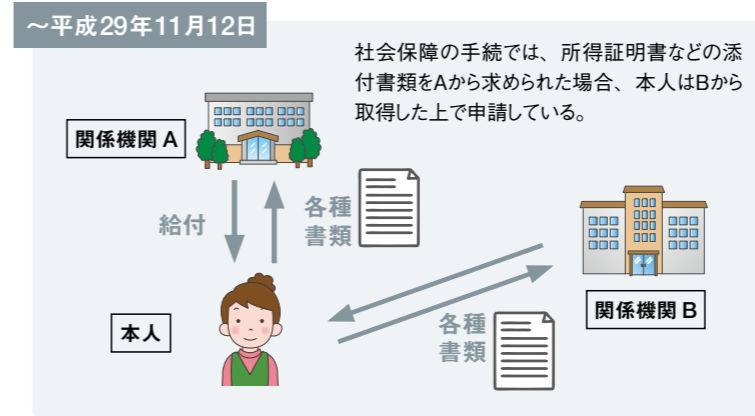 ～平成29年11月12日
社会保障の手続では、所得証明書などの添
付書類をAから求められた場合、本人はBから
取得した上で申請している。
関係機関 A
給付
各種
書類
本人
関係機関 B
各種
書類